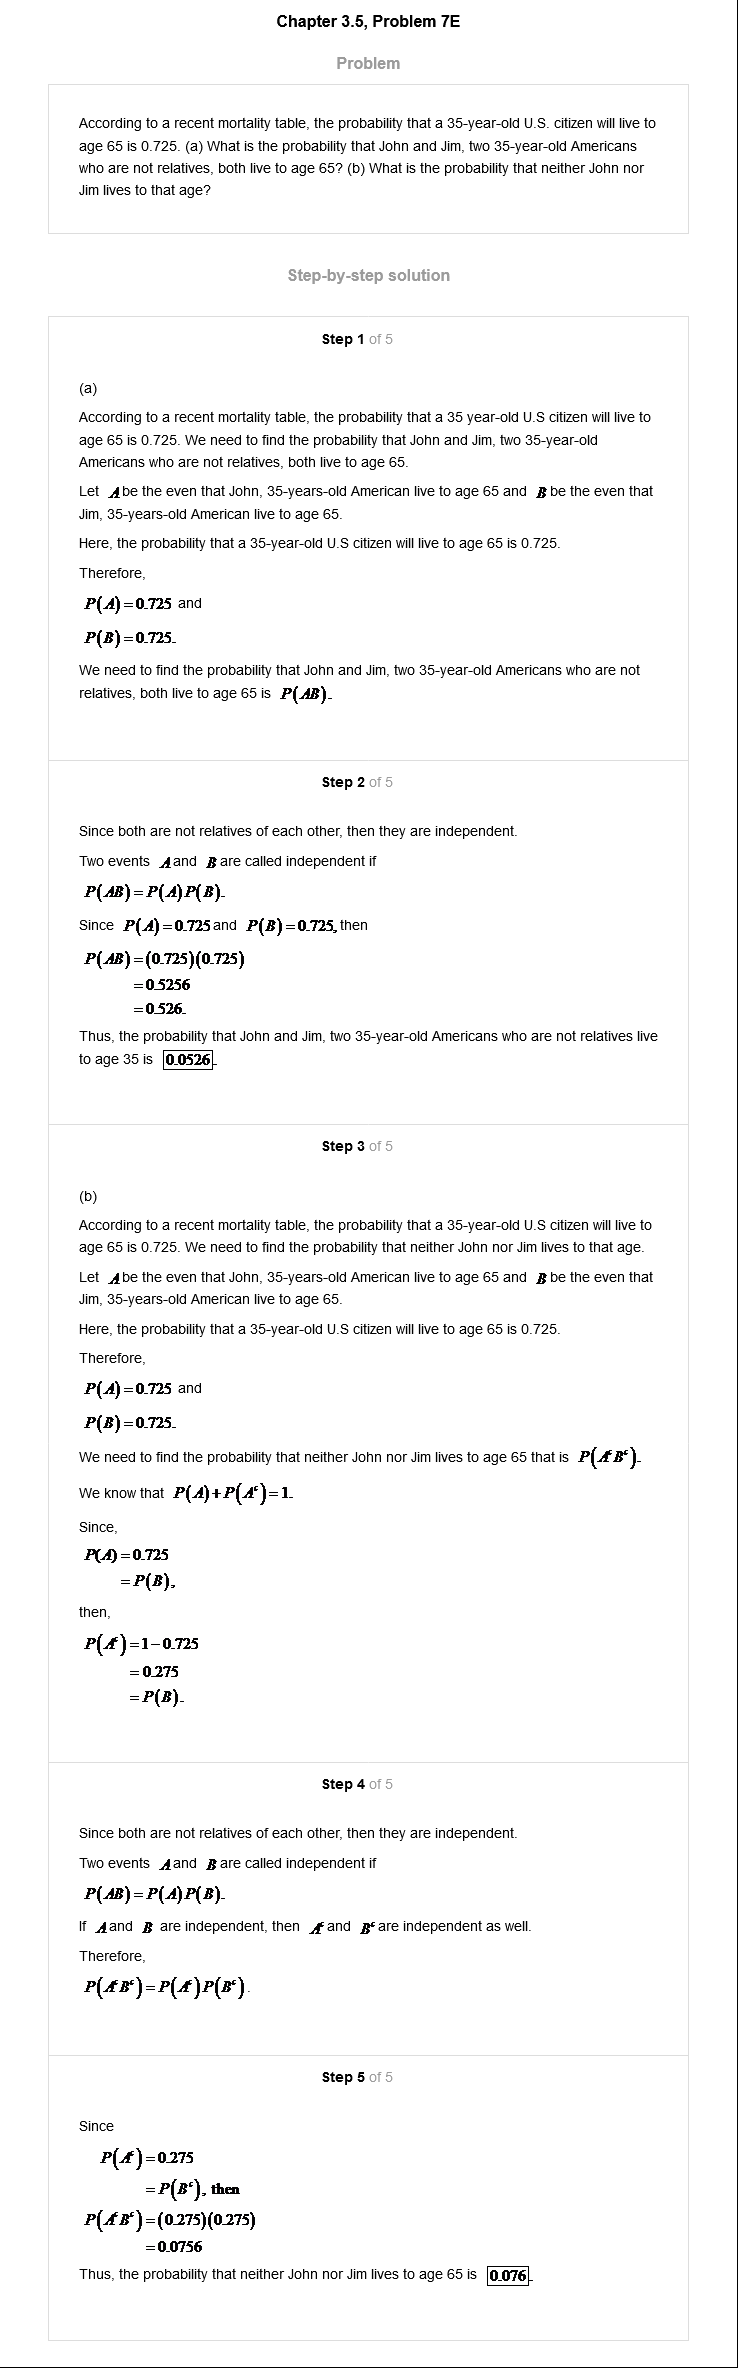 Chapter 3.5, Problem 7E
Problem
According to a recent mortality table, the probability that a 35-year-old U.S. citizen will live to
age 65 is 0.725. (a) What is the probability that John and Jim, two 35-year-old Americans
who are not relatives, both live to age 65? (b) What is the probability that neither John nor
Jim lives to that age?
Step-by-step solution
Step 1 of 5
(a)
According to a recent mortality table, the probability that a 35 year-old U.S citizen will live to
age 65 is 0.725. We need to find the probability that John and Jim, two 35-year-old
Americans who are not relatives, both live to age 65.
Let A be the even that John, 35-years-old American live to age 65 and B be the even that
Jim, 35-years-old American live to age 65.
Here, the probability that a 35-year-old U.S citizen will live to age 65 is 0.725.
Therefore,
P(A)=0.725 and
P(B)=0.725.
We need to find the probability that John and Jim, two 35-year-old Americans who are not
relatives, both live to age 65 is P(AB).
Step 2 of 5
Since both are not relatives of each other, then they are independent.
Two events A and B are called independent if
P(AB)=P(A)P(B).
Since P(A)=0.725 and P(B)=0.725, then
P(AB)=(0.725)(0.725)
=0.5256
=0.526.
Thus, the probability that John and Jim, two 35-year-old Americans who are not relatives live
to age 35 is 0.0526.
Step 3 of 5
(b)
According to a recent mortality table, the probability that a 35-year-old U.S citizen will live to
age 65 is 0.725. We need to find the probability that neither John nor Jim lives to that age.
Let A be the even that John, 35-years-old American live to age 65 and B be the even that
Jim, 35-years-old American live to age 65.
Here, the probability that a 35-year-old U.S citizen will live to age 65 is 0.725.
Therefore,
P(A)=0.725 and
P(B)=0.725.
We need to find the probability that neither John nor Jim lives to age 65 that is P(AᶜBᶜ).
We know that P(A)+P(Aᶜ)=1.
Since,
P(A)=0.725
=P(B),
then,
P(Aᶜ)=1−0.725
=0.275
=P(B).
Step 4 of 5
Since both are not relatives of each other, then they are independent.
Two events A and B are called independent if
P(AB)=P(A)P(B).
If A and B are independent, then Aᶜ and Bᶜ are independent as well.
Therefore,
P(AᶜBᶜ)=P(Aᶜ)P(Bᶜ).
Step 5 of 5
Since
P(Aᶜ)=0.275
=P(Bᶜ), then
P(AᶜBᶜ)=(0.275)(0.275)
=0.0756
Thus, the probability that neither John nor Jim lives to age 65 is 0.076.